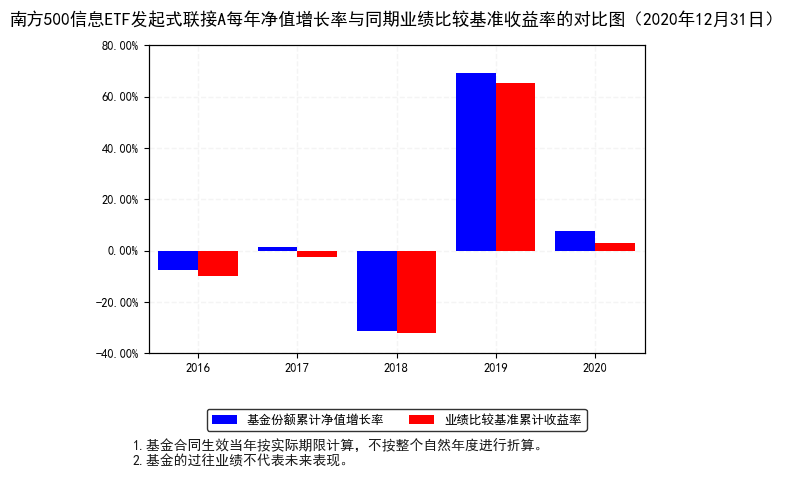 南方500信息ETF发起式联接A每年净值增长率与同期业绩比较基准收益率的对比图（2020年12月31日）
80.00%
60.00%
40.00%
20.00%
0.00%
-20.00%
-40.00%
2016 2017 2018 2019 2020
基金份额累计净值增长率 业绩比较基准累计收益率
1.基金合同生效当年按实际期限计算，不按整个自然年度进行折算。
2.基金的过往业绩不代表未来表现。